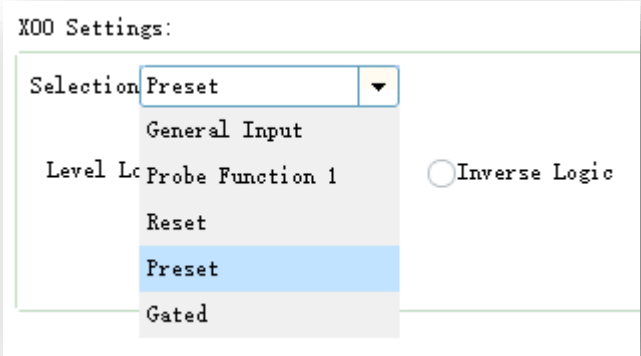 X00 Settings:
Selection Preset
General Input
Level Lo Probe Function 1 Inverse Logic
Reset
Preset
Gated